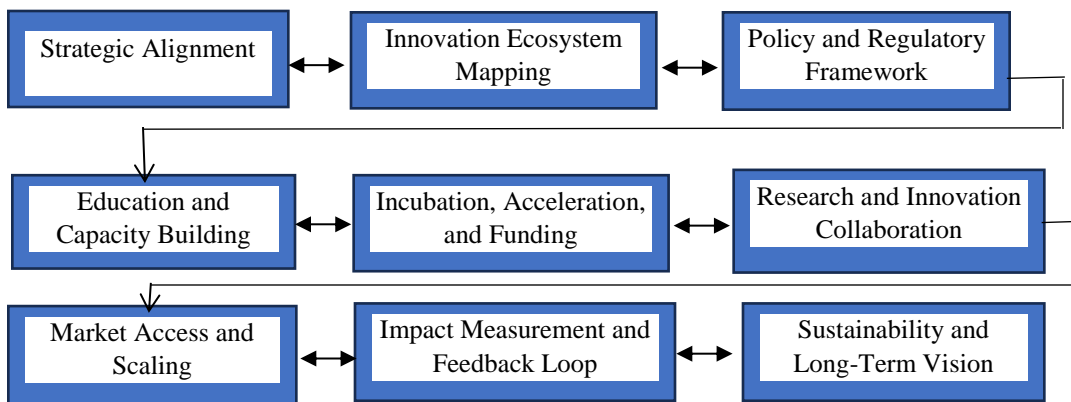 Strategic Alignment
Innovation Ecosystem
Mapping
Policy and Regulatory
Framework
Education and
Capacity Building
Incubation, Acceleration,
and Funding
Research and Innovation
Collaboration
Market Access and
Scaling
Impact Measurement and
Feedback Loop
Sustainability and
Long-Term Vision